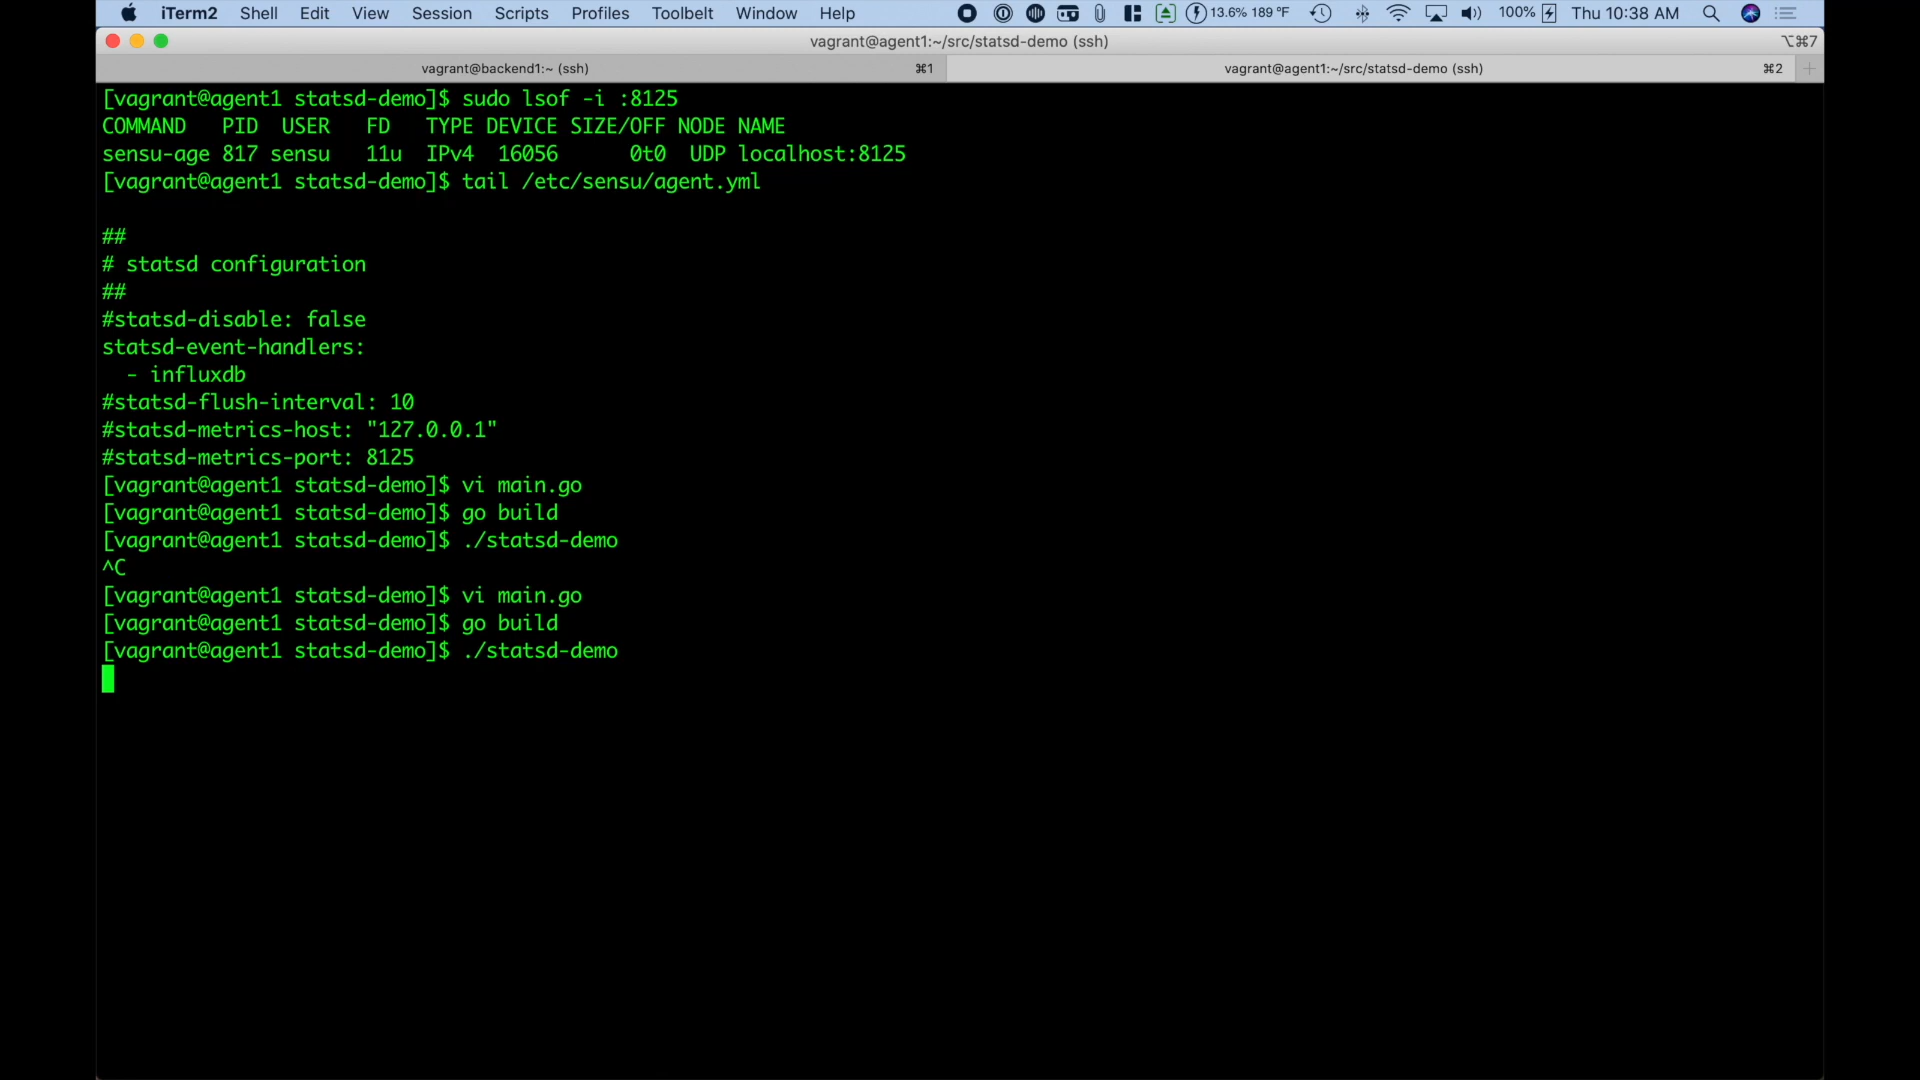 iTerm2 Shell Edit View Session Scripts Profiles Toolbelt Window Help 13.6% 189 °F 100% Thu 10:38 AM
vagrant@agent1:~/src/statsd-demo (ssh) ⌥⌘7
vagrant@backend1:~ (ssh) ⌘1 vagrant@agent1:~/src/statsd-demo (ssh) ⌘2 +
[vagrant@agent1 statsd-demo]$ sudo lsof -i :8125
COMMAND   PID  USER   FD   TYPE DEVICE SIZE/OFF NODE NAME
sensu-age 817 sensu   11u  IPv4  16056      0t0  UDP localhost:8125
[vagrant@agent1 statsd-demo]$ tail /etc/sensu/agent.yml
##
# statsd configuration
##
#statsd-disable: false
statsd-event-handlers:
  - influxdb
#statsd-flush-interval: 10
#statsd-metrics-host: "127.0.0.1"
#statsd-metrics-port: 8125
[vagrant@agent1 statsd-demo]$ vi main.go
[vagrant@agent1 statsd-demo]$ go build
[vagrant@agent1 statsd-demo]$ ./statsd-demo
^C
[vagrant@agent1 statsd-demo]$ vi main.go
[vagrant@agent1 statsd-demo]$ go build
[vagrant@agent1 statsd-demo]$ ./statsd-demo